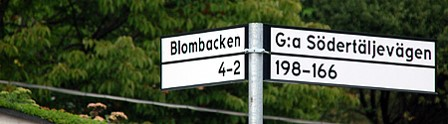 Blombacken
4-2
G:a Södertäljevägen
198-166